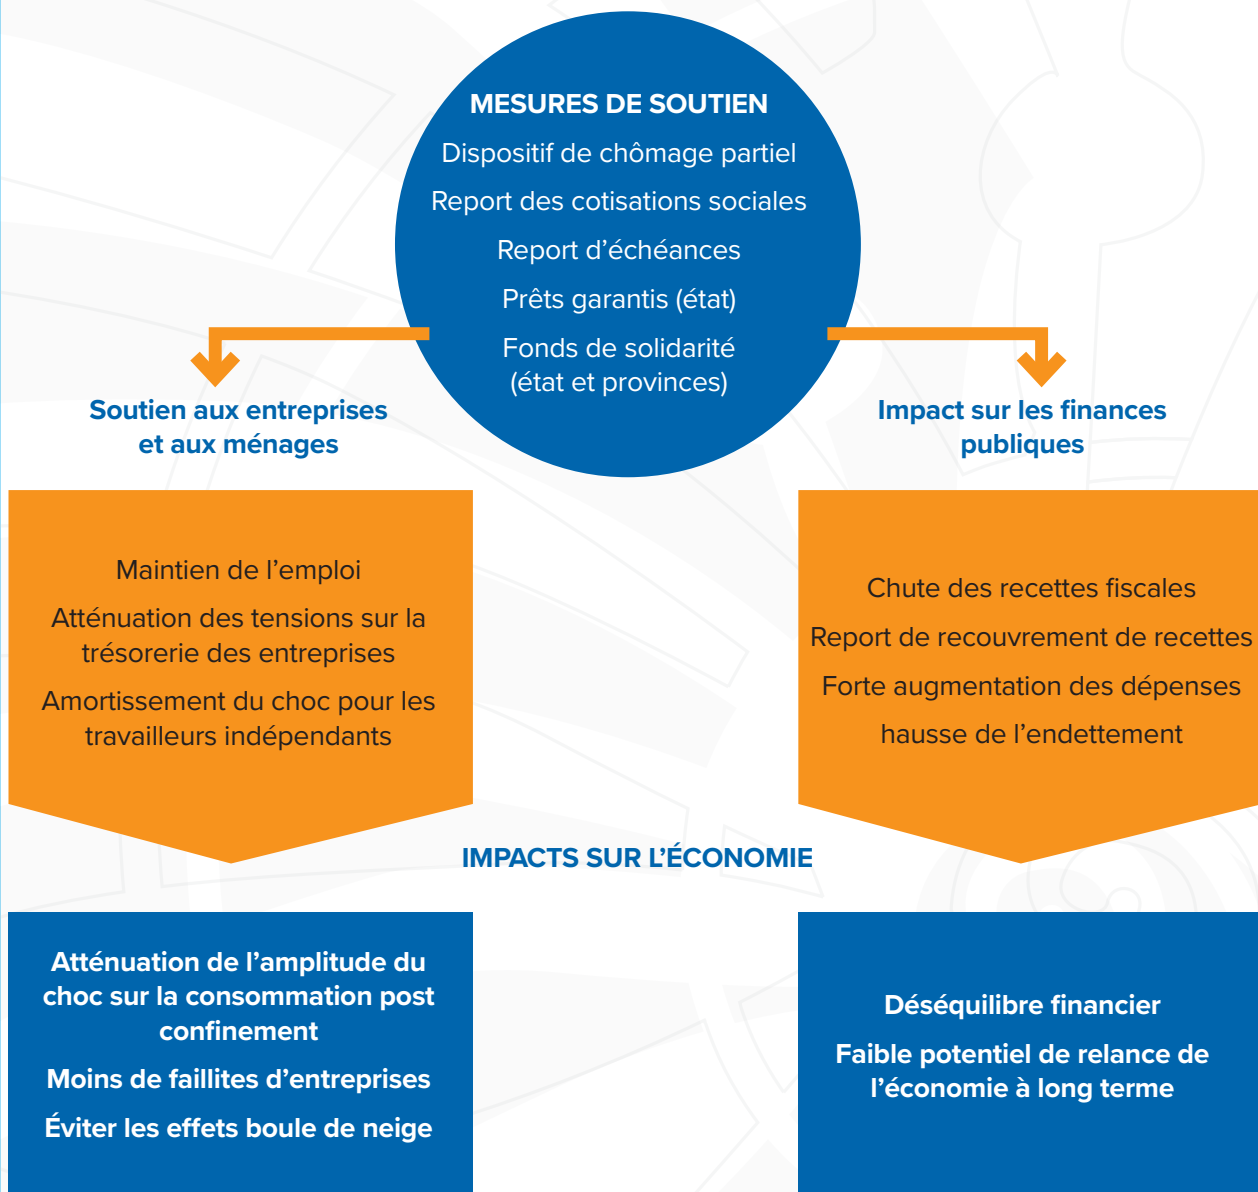 MESURES DE SOUTIEN
Dispositif de chômage partiel
Report des cotisations sociales
Report d’échéances
Prêts garantis (état)
Fonds de solidarité
(état et provinces)
Soutien aux entreprises
et aux ménages
Impact sur les finances
publiques
Maintien de l’emploi
Atténuation des tensions sur la
trésorerie des entreprises
Amortissement du choc pour les
travailleurs indépendants
Chute des recettes fiscales
Report de recouvrement de recettes
Forte augmentation des dépenses
hausse de l’endettement
IMPACTS SUR L’ÉCONOMIE
Atténuation de l’amplitude du
choc sur la consommation post
confinement
Moins de faillites d’entreprises
Éviter les effets boule de neige
Déséquilibre financier
Faible potentiel de relance de
l’économie à long terme